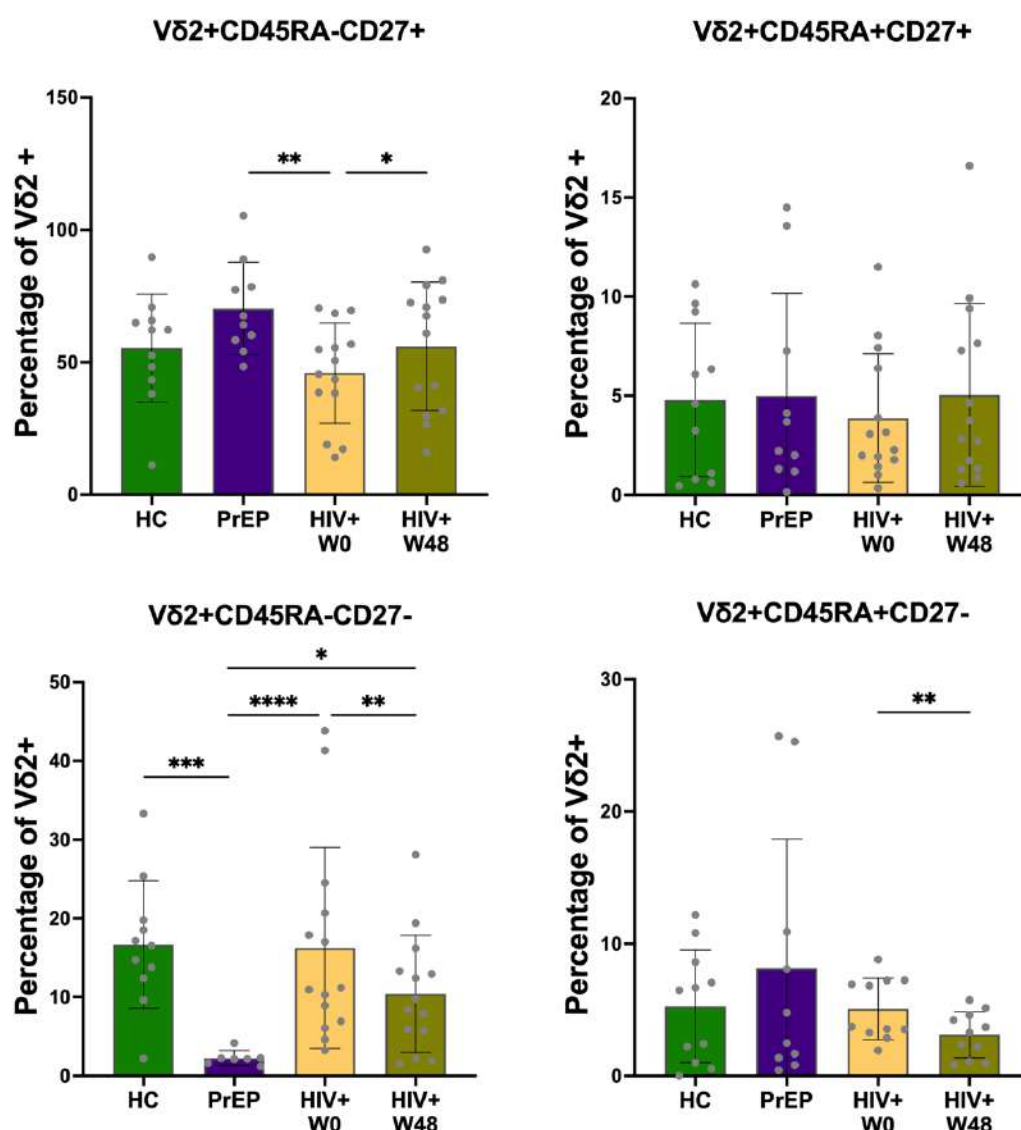 Vδ2+CD45RA-CD27+
Percentage of Vδ2 +
150
100
50
0
**
*
HC
PrEP
HIV+
W0
HIV+
W48
Vδ2+CD45RA+CD27+
Percentage of Vδ2 +
20
15
10
5
0
HC
PrEP
HIV+
W0
HIV+
W48
Vδ2+CD45RA-CD27-
Percentage of Vδ2+
50
40
30
20
10
0
*
****
**
***
HC
PrEP
HIV+
W0
HIV+
W48
Vδ2+CD45RA+CD27-
Percentage of Vδ2+
30
20
10
0
**
HC
PrEP
HIV+
W0
HIV+
W48